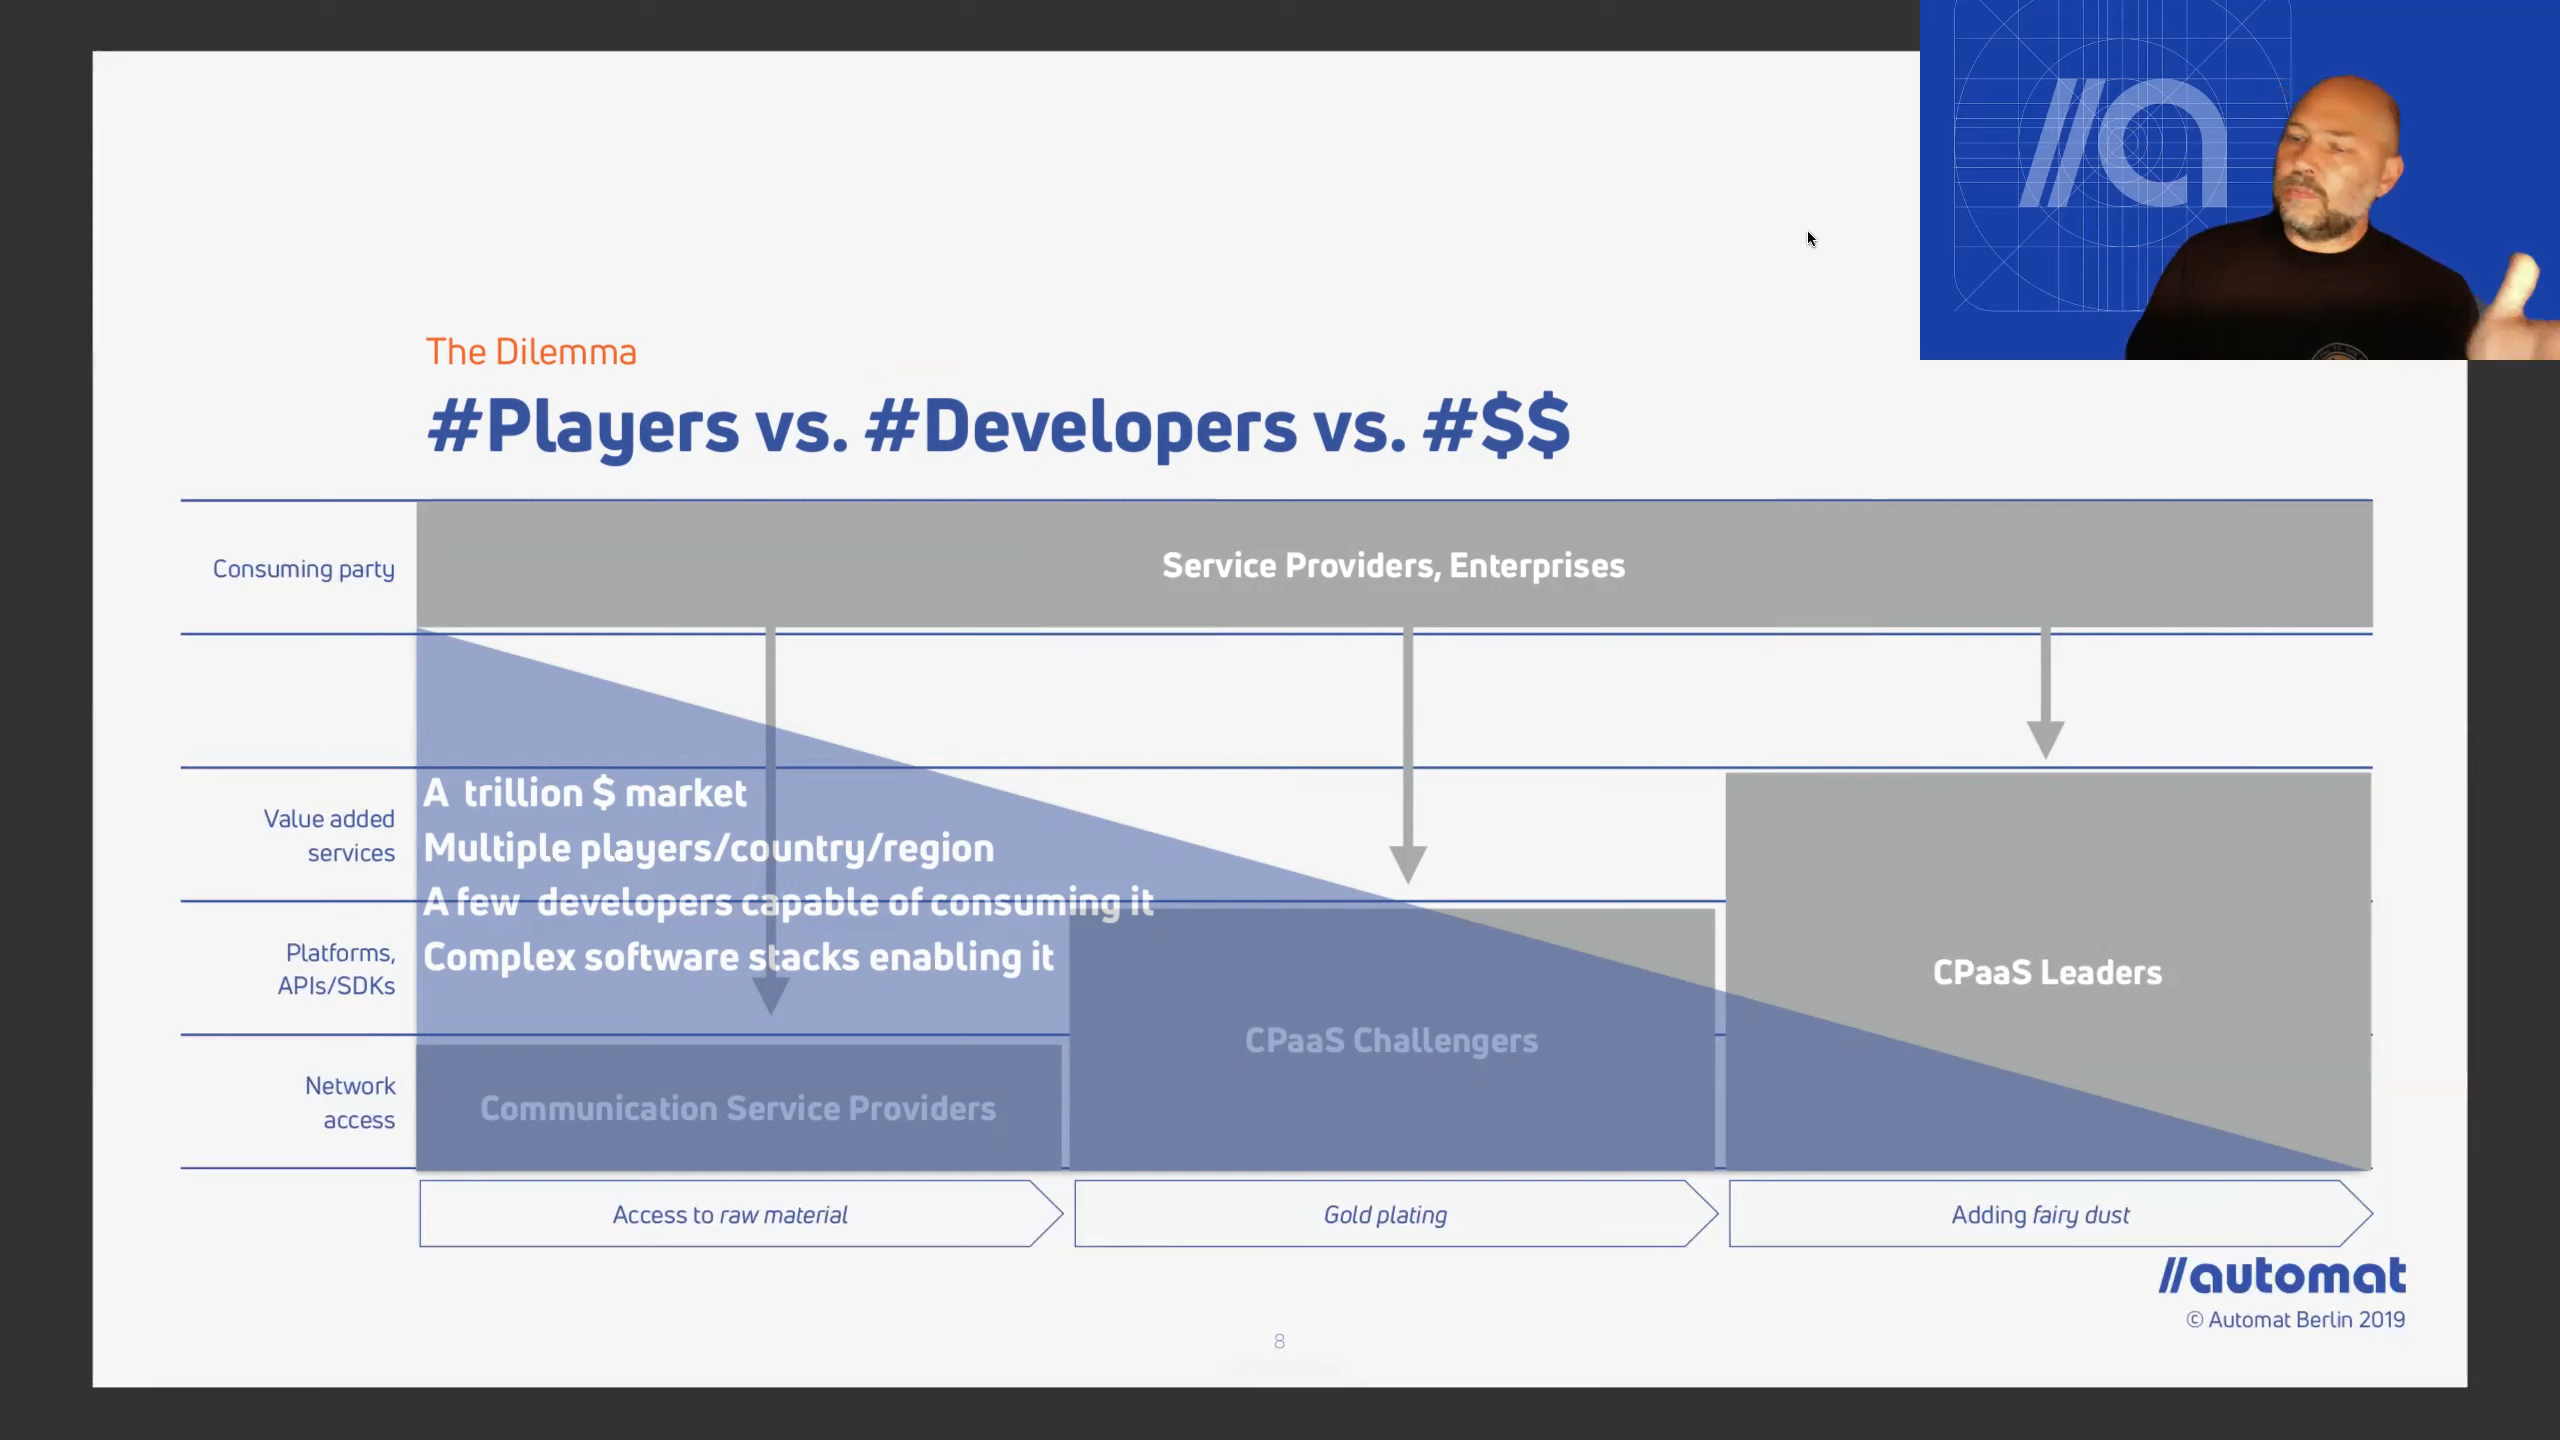 //a
The Dilemma
#Players vs. #Developers vs. #$$
Consuming party
Service Providers, Enterprises
A trillion $ market
Multiple players/country/region
A few developers capable of consuming it
Complex software stacks enabling it
Value added
services
Platforms,
APIs/SDKs
Network
access
Communication Service Providers
CPaaS Challengers
CPaaS Leaders
Access to raw material
Gold plating
Adding fairy dust
//automat
© Automat Berlin 2019
8